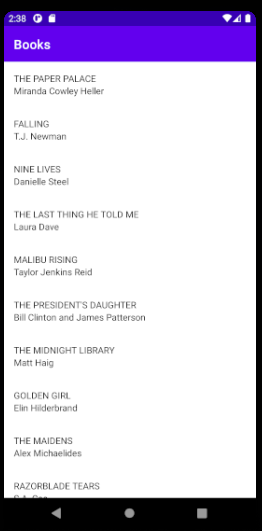 2:38
Books
THE PAPER PALACE
Miranda Cowley Heller
FALLING
T.J. Newman
NINE LIVES
Danielle Steel
THE LAST THING HE TOLD ME
Laura Dave
MALIBU RISING
Taylor Jenkins Reid
THE PRESIDENT'S DAUGHTER
Bill Clinton and James Patterson
THE MIDNIGHT LIBRARY
Matt Haig
GOLDEN GIRL
Elin Hilderbrand
THE MAIDENS
Alex Michaelides
RAZORBLADE TEARS